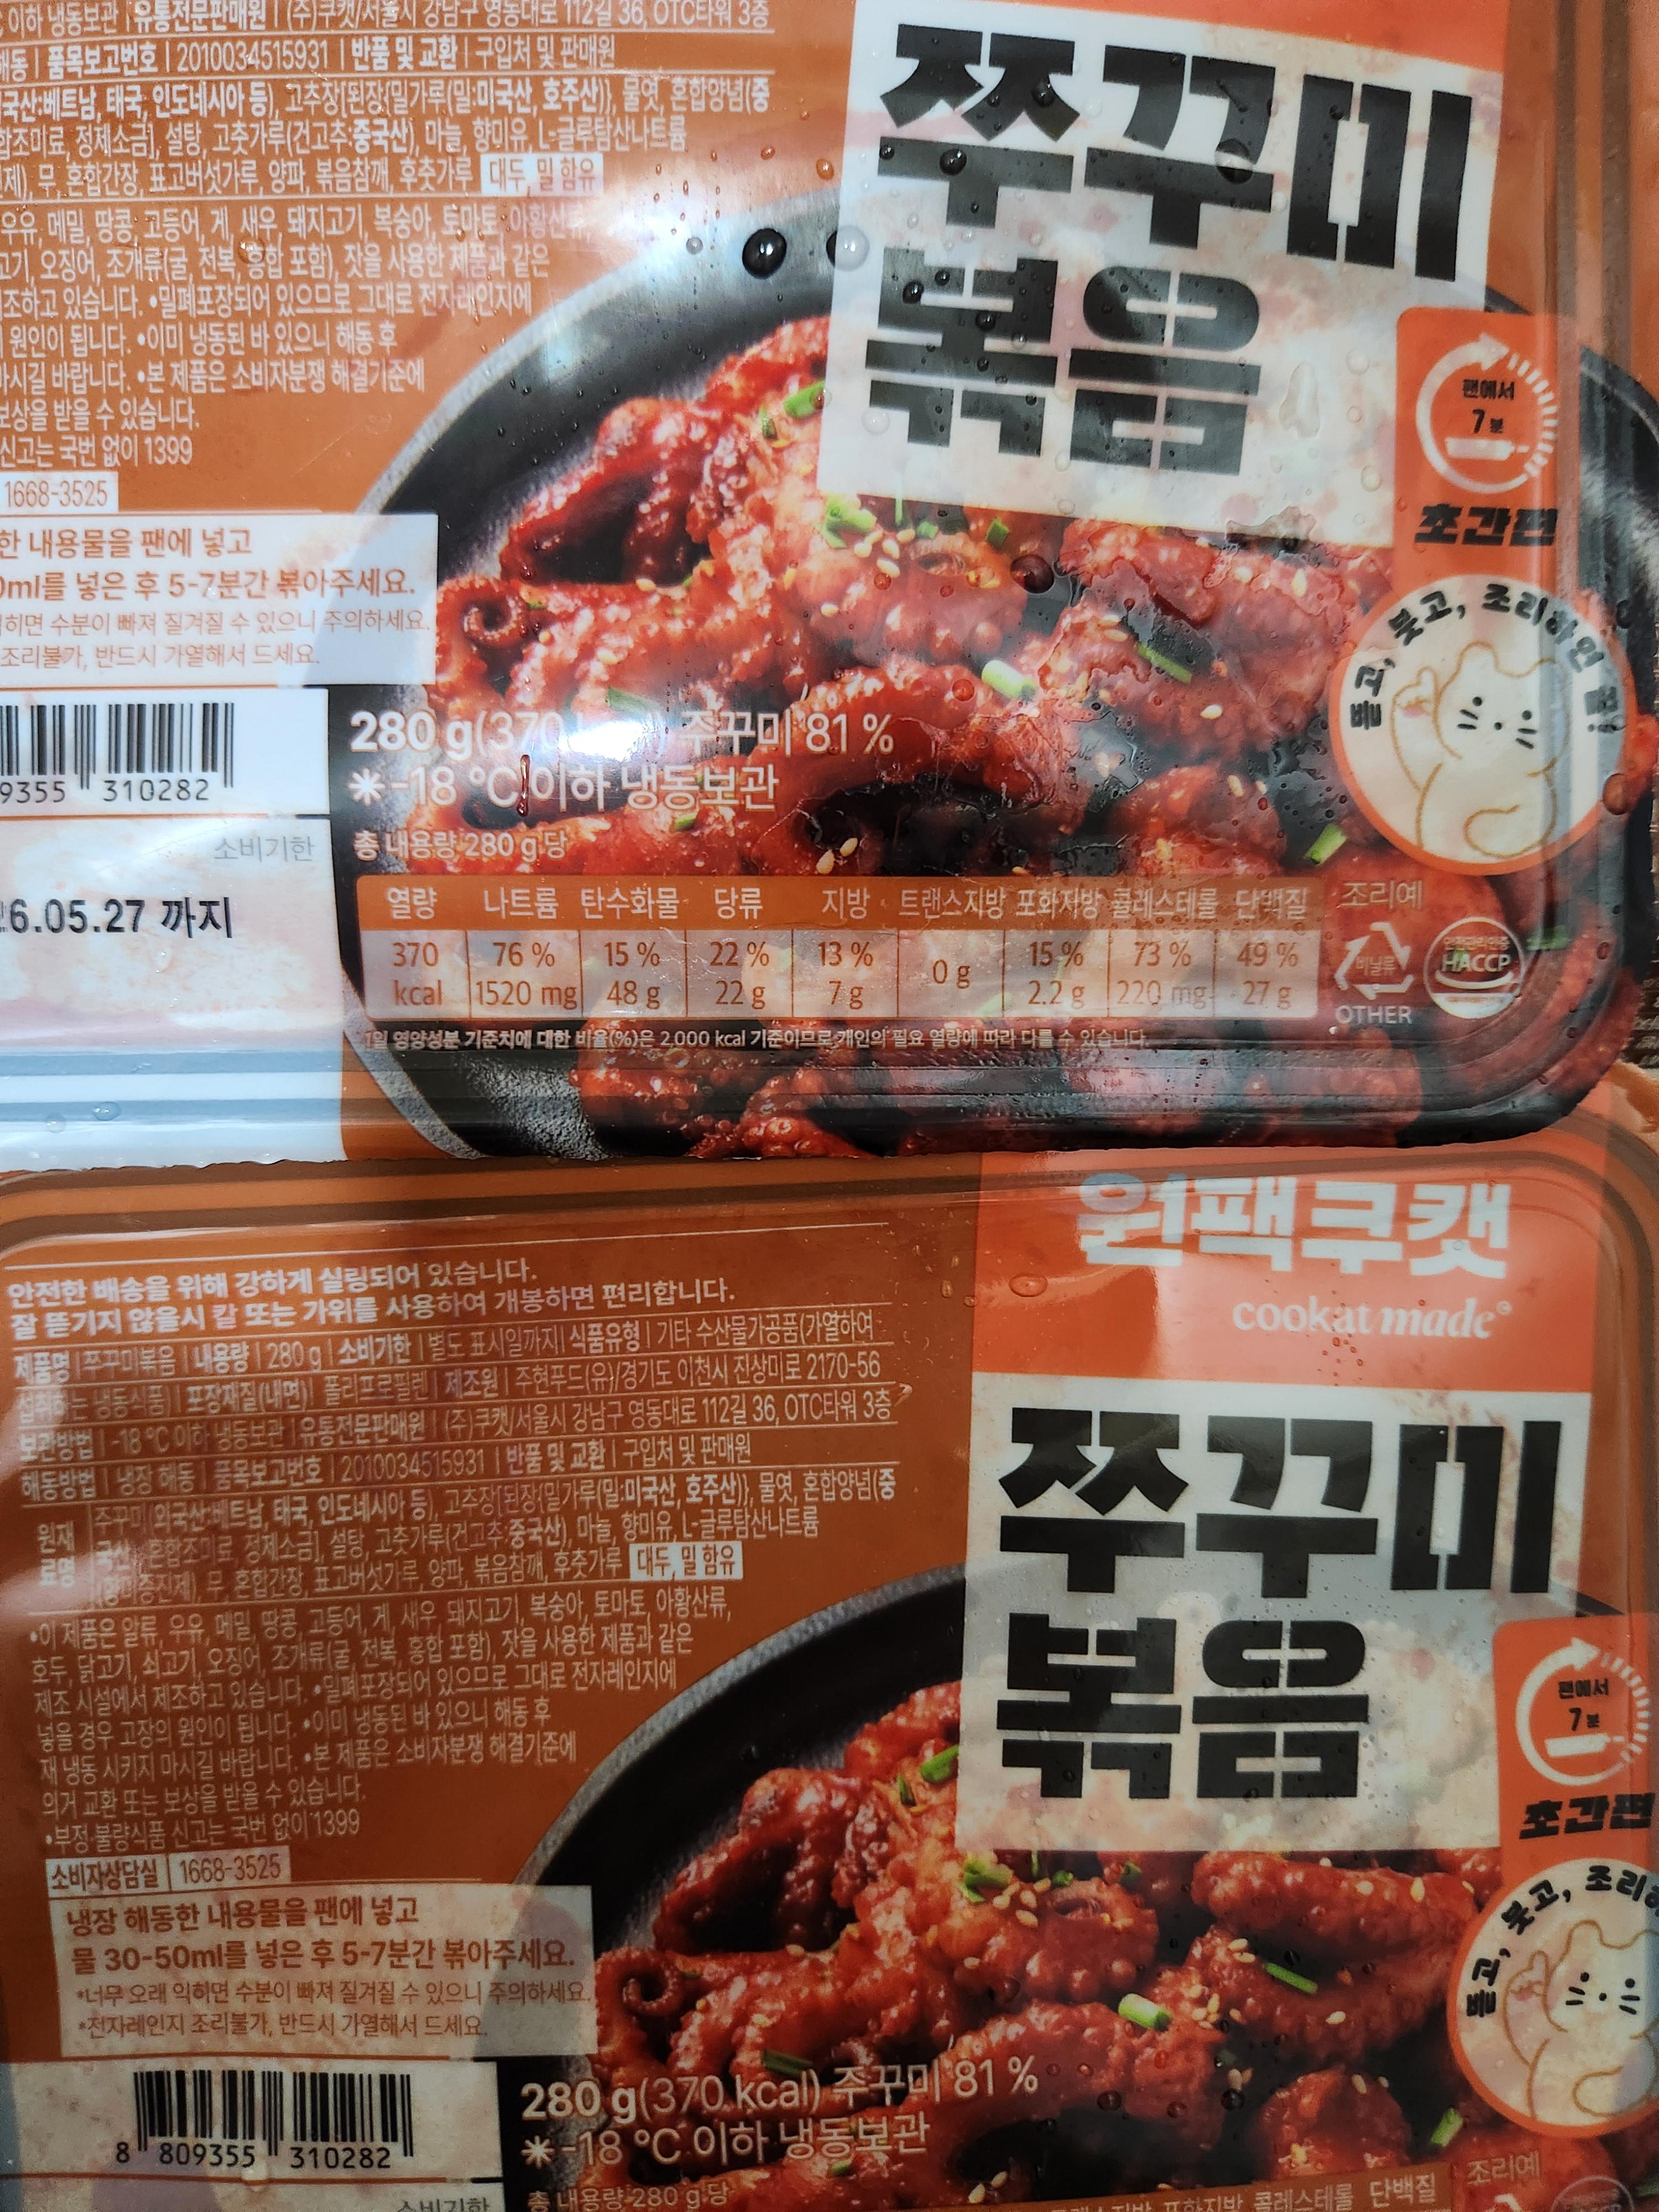 이하 냉동보관 | 유통전문판매원 | (주)쿠캣/서울시 강남구 영동대로 112길 36, OTC타워 3층
해동 | 품목보고번호 | 2010034515931 | 반품 및 교환 | 구입처 및 판매원
국산:베트남, 태국, 인도네시아 등), 고추장[된장{밀가루(밀:미국산, 호주산)}, 물엿, 혼합양념(중
합조미료, 정제소금], 설탕, 고춧가루(건고추:중국산), 마늘, 향미유, L-글루탐산나트륨
제), 무, 혼합간장, 표고버섯가루, 양파, 볶음참깨, 후춧가루 대두, 밀 함유
우유, 메밀, 땅콩, 고등어, 게, 새우, 돼지고기, 복숭아, 토마토, 아황산류,
고기, 오징어, 조개류(굴, 전복, 홍합 포함), 잣을 사용한 제품과 같은
조하고 있습니다. •밀폐포장되어 있으므로 그대로 전자레인지에
원인이 됩니다. •이미 냉동된 바 있으니 해동 후
마시길 바랍니다. •본 제품은 소비자분쟁 해결기준에
보상을 받을 수 있습니다.
신고는 국번 없이 1399
1668-3525
한 내용물을 팬에 넣고
0ml를 넣은 후 5-7분간 볶아주세요.
익히면 수분이 빠져 질겨질 수 있으니 주의하세요.
조리불가, 반드시 가열해서 드세요.
9355 310282
소비기한
26.05.27 까지
쭈꾸미
볶음
팬에서
7분
초간편
뜯고, 붓고, 조리하면 끝!
280 g(370 주꾸미 81 %
✳-18 ℃ 이하 냉동보관
총 내용량 280 g당
열량 나트륨 탄수화물 당류 지방 트랜스지방 포화지방 콜레스테롤 단백질
370 76 % 15 % 22 % 13 % 0 g 15 % 73 % 49 %
kcal 1520 mg 48 g 22 g 7 g 2.2 g 220 mg 27 g
1일 영양성분 기준치에 대한 비율(%)은 2,000 kcal 기준이므로 개인의 필요 열량에 따라 다를 수 있습니다.
조리예
비닐류
OTHER
HACCP
원팩쿠캣
cookat made
안전한 배송을 위해 강하게 실링되어 있습니다.
잘 뜯기지 않을시 칼 또는 가위를 사용하여 개봉하면 편리합니다.
제품명 | 쭈꾸미볶음 | 내용량 | 280 g | 소비기한 | 별도 표시일까지 | 식품유형 | 기타 수산물가공품(가열하여
섭취하는 냉동식품) | 포장재질(내면) | 폴리프로필렌 | 제조원 | 주현푸드(유)/경기도 이천시 진상미로 2170-56
보관방법 | -18 ℃ 이하 냉동보관 | 유통전문판매원 | (주)쿠캣/서울시 강남구 영동대로 112길 36, OTC타워 3층
해동방법 | 냉장 해동 | 품목보고번호 | 2010034515931 | 반품 및 교환 | 구입처 및 판매원
원재료명 주꾸미(외국산:베트남, 태국, 인도네시아 등), 고추장[된장{밀가루(밀:미국산, 호주산)}, 물엿, 혼합양념(중
국산), 혼합조미료, 정제소금], 설탕, 고춧가루(건고추:중국산), 마늘, 향미유, L-글루탐산나트륨
(향미증진제), 무, 혼합간장, 표고버섯가루, 양파, 볶음참깨, 후춧가루 대두, 밀 함유
•이 제품은 알류, 우유, 메밀, 땅콩, 고등어, 게, 새우, 돼지고기, 복숭아, 토마토, 아황산류,
호두, 닭고기, 쇠고기, 오징어, 조개류(굴, 전복, 홍합 포함), 잣을 사용한 제품과 같은
제조 시설에서 제조하고 있습니다. •밀폐포장되어 있으므로 그대로 전자레인지에
넣을 경우 고장의 원인이 됩니다. •이미 냉동된 바 있으니 해동 후
재 냉동 시키지 마시길 바랍니다. •본 제품은 소비자분쟁 해결기준에
의거 교환 또는 보상을 받을 수 있습니다.
•부정·불량식품 신고는 국번 없이 1399
소비자상담실 | 1668-3525
냉장 해동한 내용물을 팬에 넣고
물 30-50ml를 넣은 후 5-7분간 볶아주세요.
*너무 오래 익히면 수분이 빠져 질겨질 수 있으니 주의하세요.
*전자레인지 조리불가, 반드시 가열해서 드세요.
8 809355 310282
소비기한
쭈꾸미
볶음
팬에서
7분
초간편
뜯고, 붓고, 조리하
280 g(370 kcal) 주꾸미 81 %
✳-18 ℃ 이하 냉동보관
총 내용량 280 g당
트랜스지방 포화지방 콜레스테롤 단백질
조리예